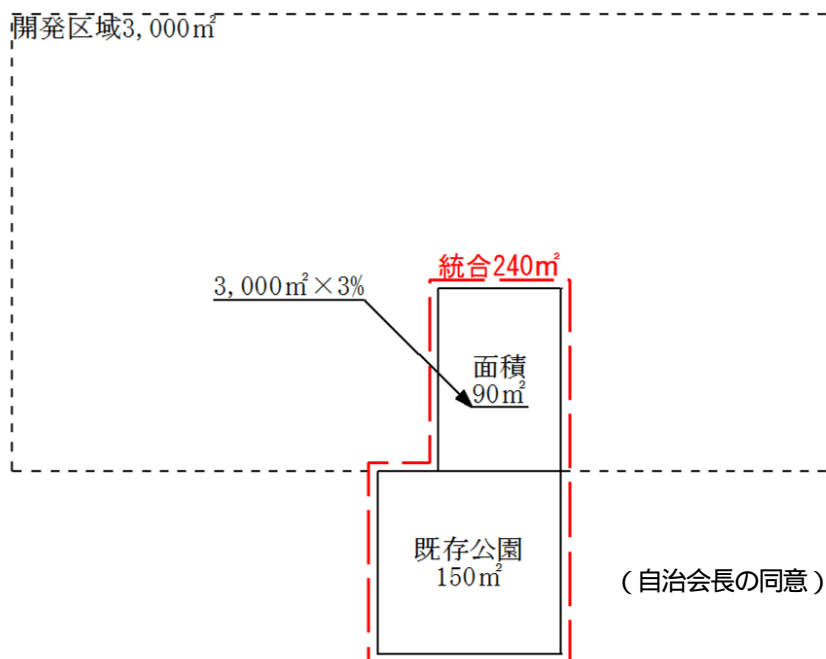 開発区域3,000㎡
統合240㎡
3,000㎡×3%
面積
90㎡
既存公園
150㎡
(自治会長の同意)